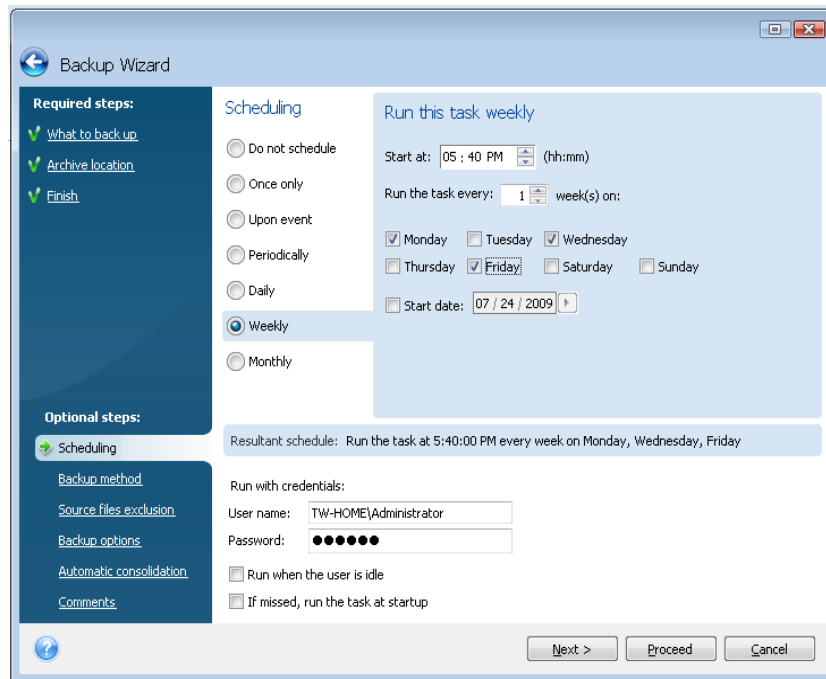 Backup Wizard
Required steps:
What to back up
Archive location
Finish
Optional steps:
Scheduling
Backup method
Source files exclusion
Backup options
Automatic consolidation
Comments
Scheduling
Do not schedule
Once only
Upon event
Periodically
Daily
Weekly
Monthly
Run this task weekly
Start at: 05 : 40 PM (hh:mm)
Run the task every: 1 week(s) on:
Monday Tuesday Wednesday
Thursday Friday Saturday Sunday
Start date: 07 / 24 / 2009
Resultant schedule: Run the task at 5:40:00 PM every week on Monday, Wednesday, Friday
Run with credentials:
User name: TW-HOME\Administrator
Password: ●●●●●●
Run when the user is idle
If missed, run the task at startup
?
Next > Proceed Cancel